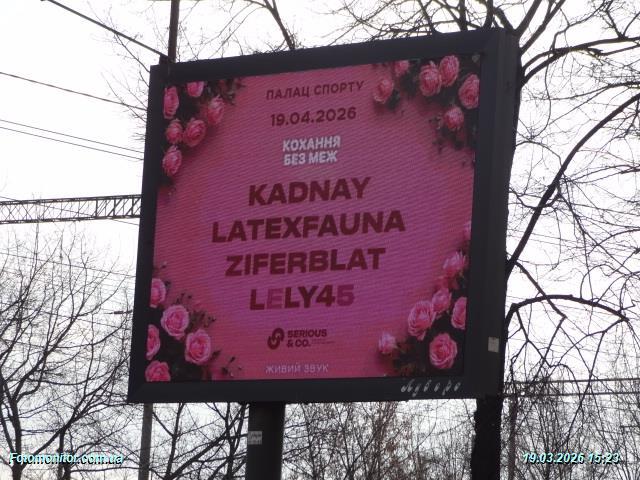 ПАЛАЦ СПОРТУ
19.04.2026
КОХАННЯ
БЕЗ МЕЖ
KADNAY
LATEXFAUNA
ZIFERBLAT
LELY45
SERIOUS
& CO.
ЖИВИЙ ЗВУК
Fotomonitor.com.ua
19.03.2026 15:23